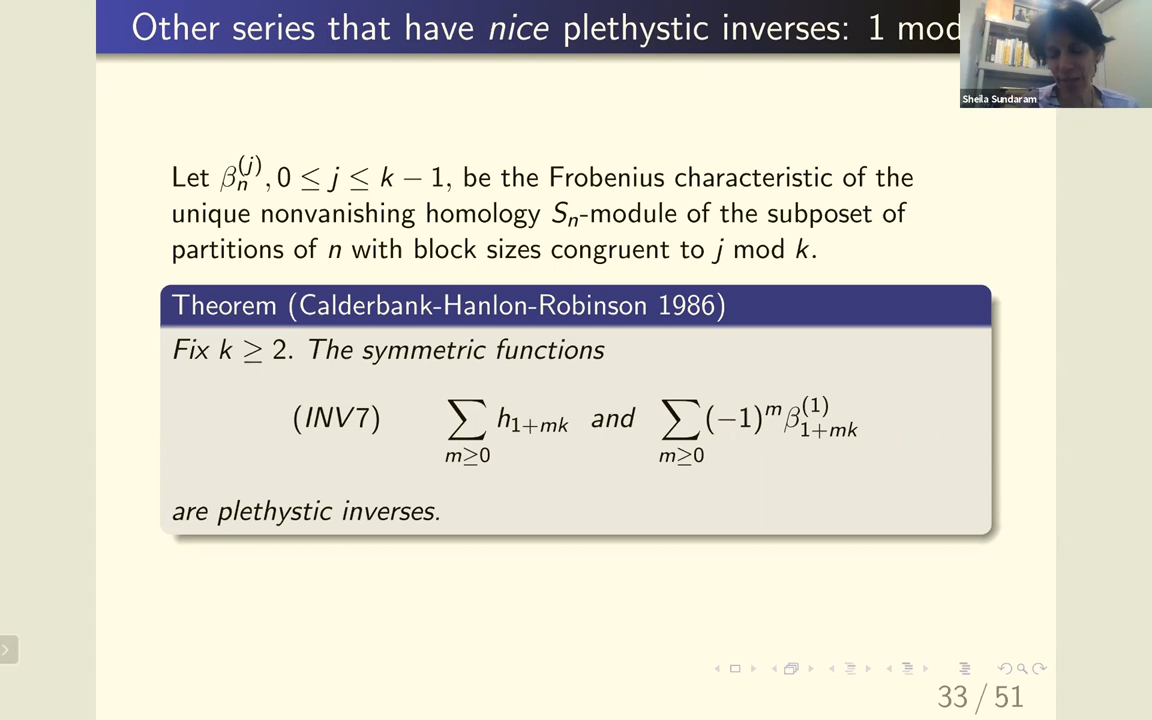 Other series that have nice plethystic inverses: 1 mod
Sheila Sundaram
Let β_n^{(j)}, 0 ≤ j ≤ k − 1, be the Frobenius characteristic of the
unique nonvanishing homology S_n-module of the subposet of
partitions of n with block sizes congruent to j mod k.
Theorem (Calderbank-Hanlon-Robinson 1986)
Fix k ≥ 2. The symmetric functions
(INV7) ∑_{m≥0} h_{1+mk} and ∑_{m≥0} (−1)^m β_{1+mk}^{(1)}
are plethystic inverses.
33 / 51